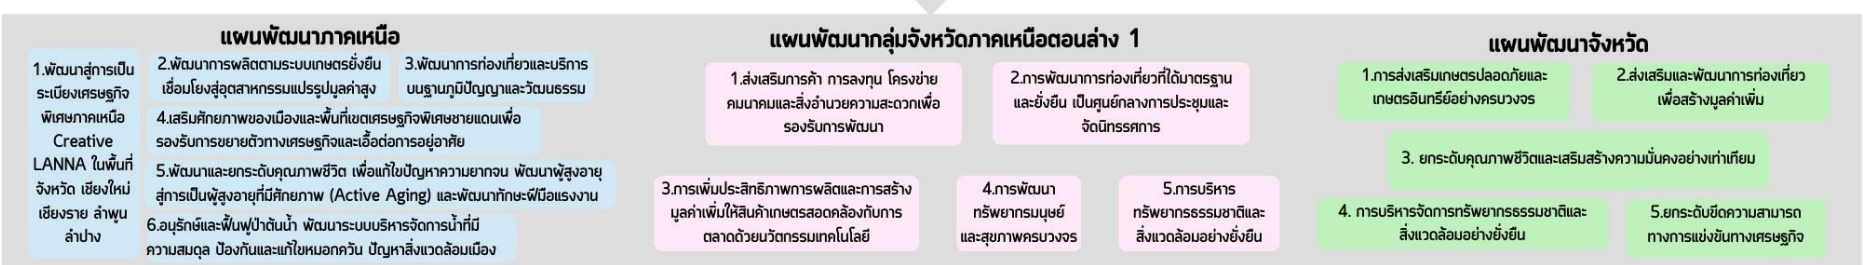 แผนพัฒนาภาคเหนือ
1.พัฒนาสู่การเป็น
ระเบียงเศรษฐกิจ
พิเศษภาคเหนือ
Creative
LANNA ในพื้นที่
จังหวัด เชียงใหม่
เชียงราย ลำพูน
ลำปาง
2.พัฒนาการผลิตตามระบบเกษตรยั่งยืน
เชื่อมโยงสู่อุตสาหกรรมแปรรูปมูลค่าสูง
3.พัฒนาการท่องเที่ยวและบริการ
บนฐานภูมิปัญญาและวัฒนธรรม
4.เสริมศักยภาพของเมืองและพื้นที่เขตเศรษฐกิจพิเศษชายแดนเพื่อ
รองรับการขยายตัวทางเศรษฐกิจและเอื้อต่อการอยู่อาศัย
5.พัฒนาและยกระดับคุณภาพชีวิต เพื่อแก้ไขปัญหาความยากจน พัฒนาผู้สูงอายุ
สู่การเป็นผู้สูงอายุที่มีศักยภาพ (Active Aging) และพัฒนาทักษะฝีมือแรงงาน
6.อนุรักษ์และฟื้นฟูป่าต้นน้ำ พัฒนาระบบบริหารจัดการน้ำที่มี
ความสมดุล ป้องกันและแก้ไขหมอกควัน ปัญหาสิ่งแวดล้อมเมือง
แผนพัฒนากลุ่มจังหวัดภาคเหนือตอนล่าง 1
1.ส่งเสริมการค้า การลงทุน โครงข่าย
คมนาคมและสิ่งอำนวยความสะดวกเพื่อ
รองรับการพัฒนา
2.การพัฒนาการท่องเที่ยวที่ได้มาตรฐาน
และยั่งยืน เป็นศูนย์กลางการประชุมและ
จัดนิทรรศการ
3.การเพิ่มประสิทธิภาพการผลิตและการสร้าง
มูลค่าเพิ่มให้สินค้าเกษตรสอดคล้องกับการ
ตลาดด้วยนวัตกรรมเทคโนโลยี
4.การพัฒนา
ทรัพยากรมนุษย์
และสุขภาพครบวงจร
5.การบริหาร
ทรัพยากรธรรมชาติและ
สิ่งแวดล้อมอย่างยั่งยืน
แผนพัฒนาจังหวัด
1.การส่งเสริมเกษตรปลอดภัยและ
เกษตรอินทรีย์อย่างครบวงจร
2.ส่งเสริมและพัฒนาการท่องเที่ยว
เพื่อสร้างมูลค่าเพิ่ม
3. ยกระดับคุณภาพชีวิตและเสริมสร้างความมั่นคงอย่างเท่าเทียม
4. การบริหารจัดการทรัพยากรธรรมชาติและ
สิ่งแวดล้อมอย่างยั่งยืน
5.ยกระดับขีดความสามารถ
ทางการแข่งขันทางเศรษฐกิจ